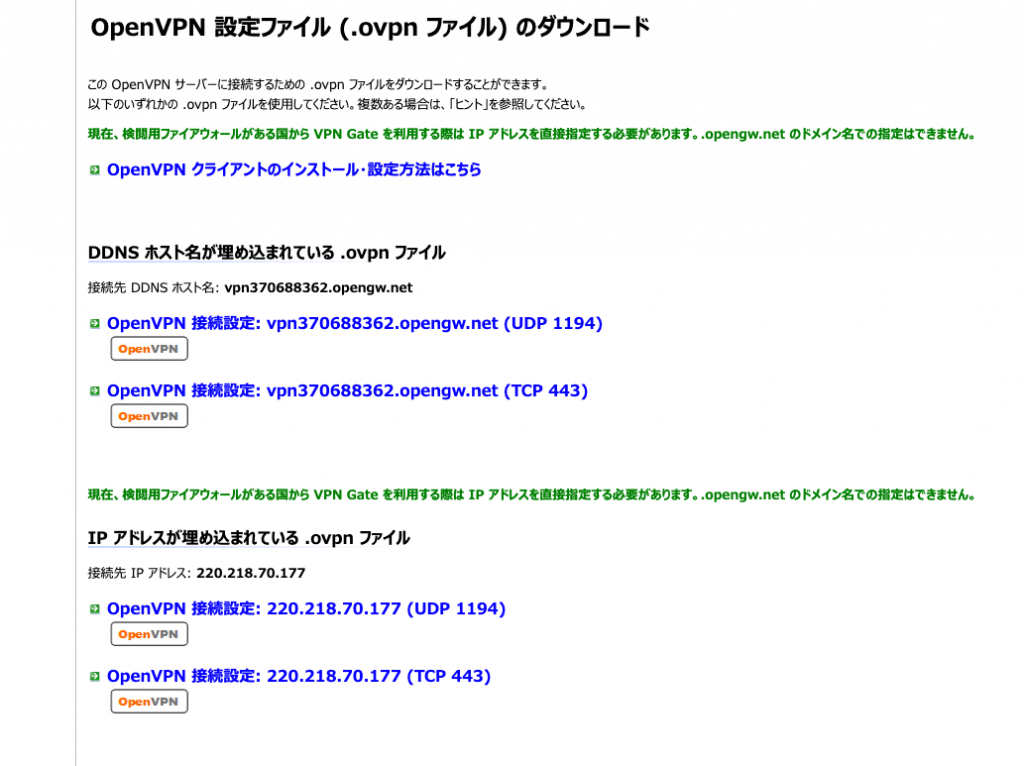 OpenVPN 設定ファイル (.ovpn ファイル) のダウンロード
この OpenVPN サーバーに接続するための .ovpn ファイルをダウンロードすることができます。
以下のいずれかの .ovpn ファイルを使用してください。複数ある場合は、「ヒント」を参照してください。
現在、検閲用ファイアウォールがある国から VPN Gate を利用する際は IP アドレスを直接指定する必要があります。.opengw.net のドメイン名での指定はできません。
OpenVPN クライアントのインストール・設定方法はこちら
DDNS ホスト名が埋め込まれている .ovpn ファイル
接続先 DDNS ホスト名: vpn370688362.opengw.net
OpenVPN 接続設定: vpn370688362.opengw.net (UDP 1194)
OpenVPN
OpenVPN 接続設定: vpn370688362.opengw.net (TCP 443)
OpenVPN
現在、検閲用ファイアウォールがある国から VPN Gate を利用する際は IP アドレスを直接指定する必要があります。.opengw.net のドメイン名での指定はできません。
IP アドレスが埋め込まれている .ovpn ファイル
接続先 IP アドレス: 220.218.70.177
OpenVPN 接続設定: 220.218.70.177 (UDP 1194)
OpenVPN
OpenVPN 接続設定: 220.218.70.177 (TCP 443)
OpenVPN